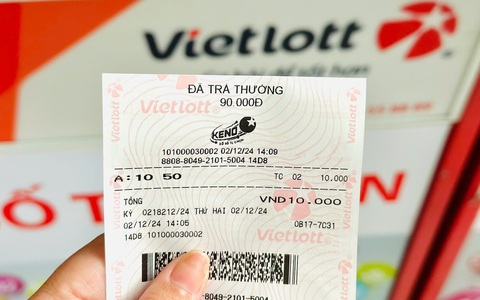 Vietlott
Vietlott
ĐÃ TRẢ THƯỞNG
90 000Đ
KENO
101000030002 02/12/24 14:09
8808-8049-2101-5004 14D8
A: 10 50 TC 02 10.000
TỔNG VND10.000
KỲ 0218212/24 THỨ HAI 02/12/24
02/12/24 14:05 0817-7C31
14D8 101000030002
Vietlott
8808-8049-2101-5004